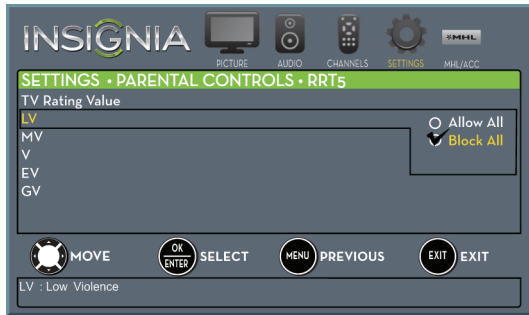 INSIGNIA
PICTURE AUDIO CHANNELS SETTINGS MHL MHL/ACC
SETTINGS • PARENTAL CONTROLS • RRT5
TV Rating Value
LV
Allow All
MV
Block All
V
EV
GV
MOVE OK ENTER SELECT MENU PREVIOUS EXIT EXIT
LV : Low Violence